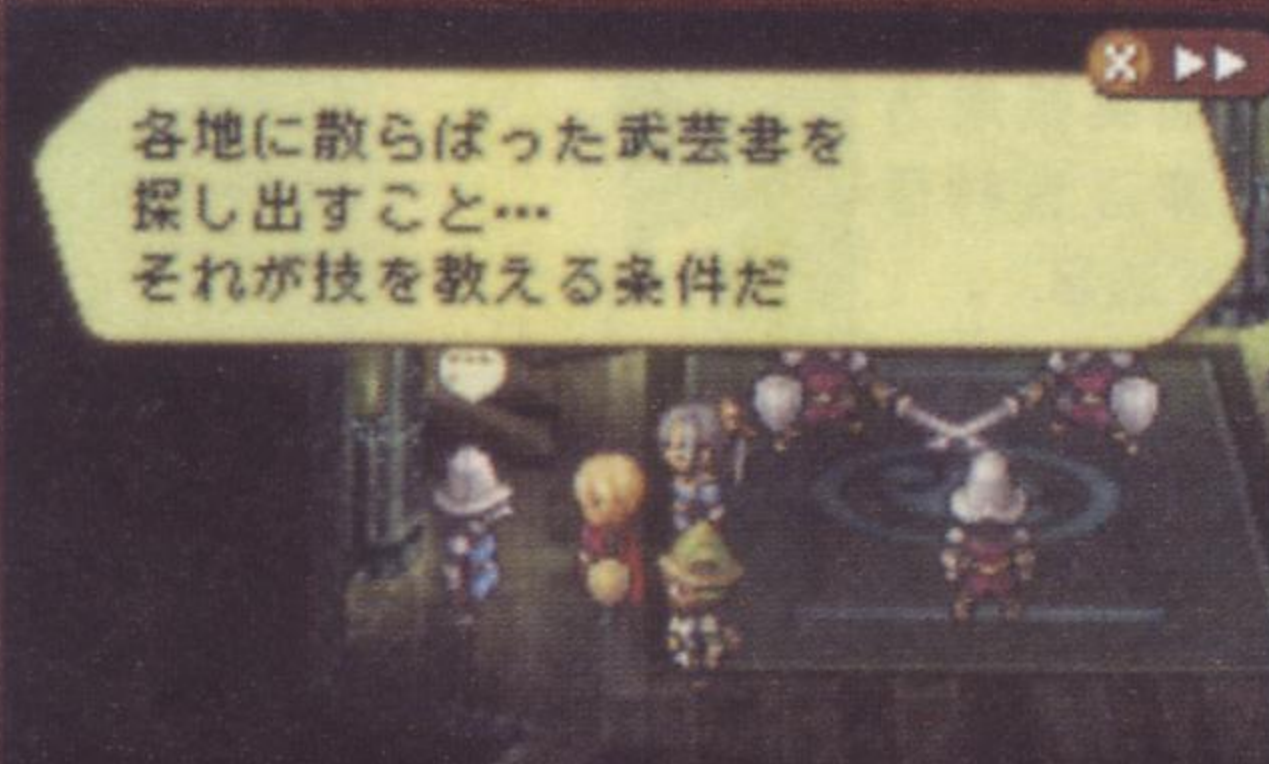 各地に散らばった武芸書を
探し出すこと…
それが技を教える条件だ